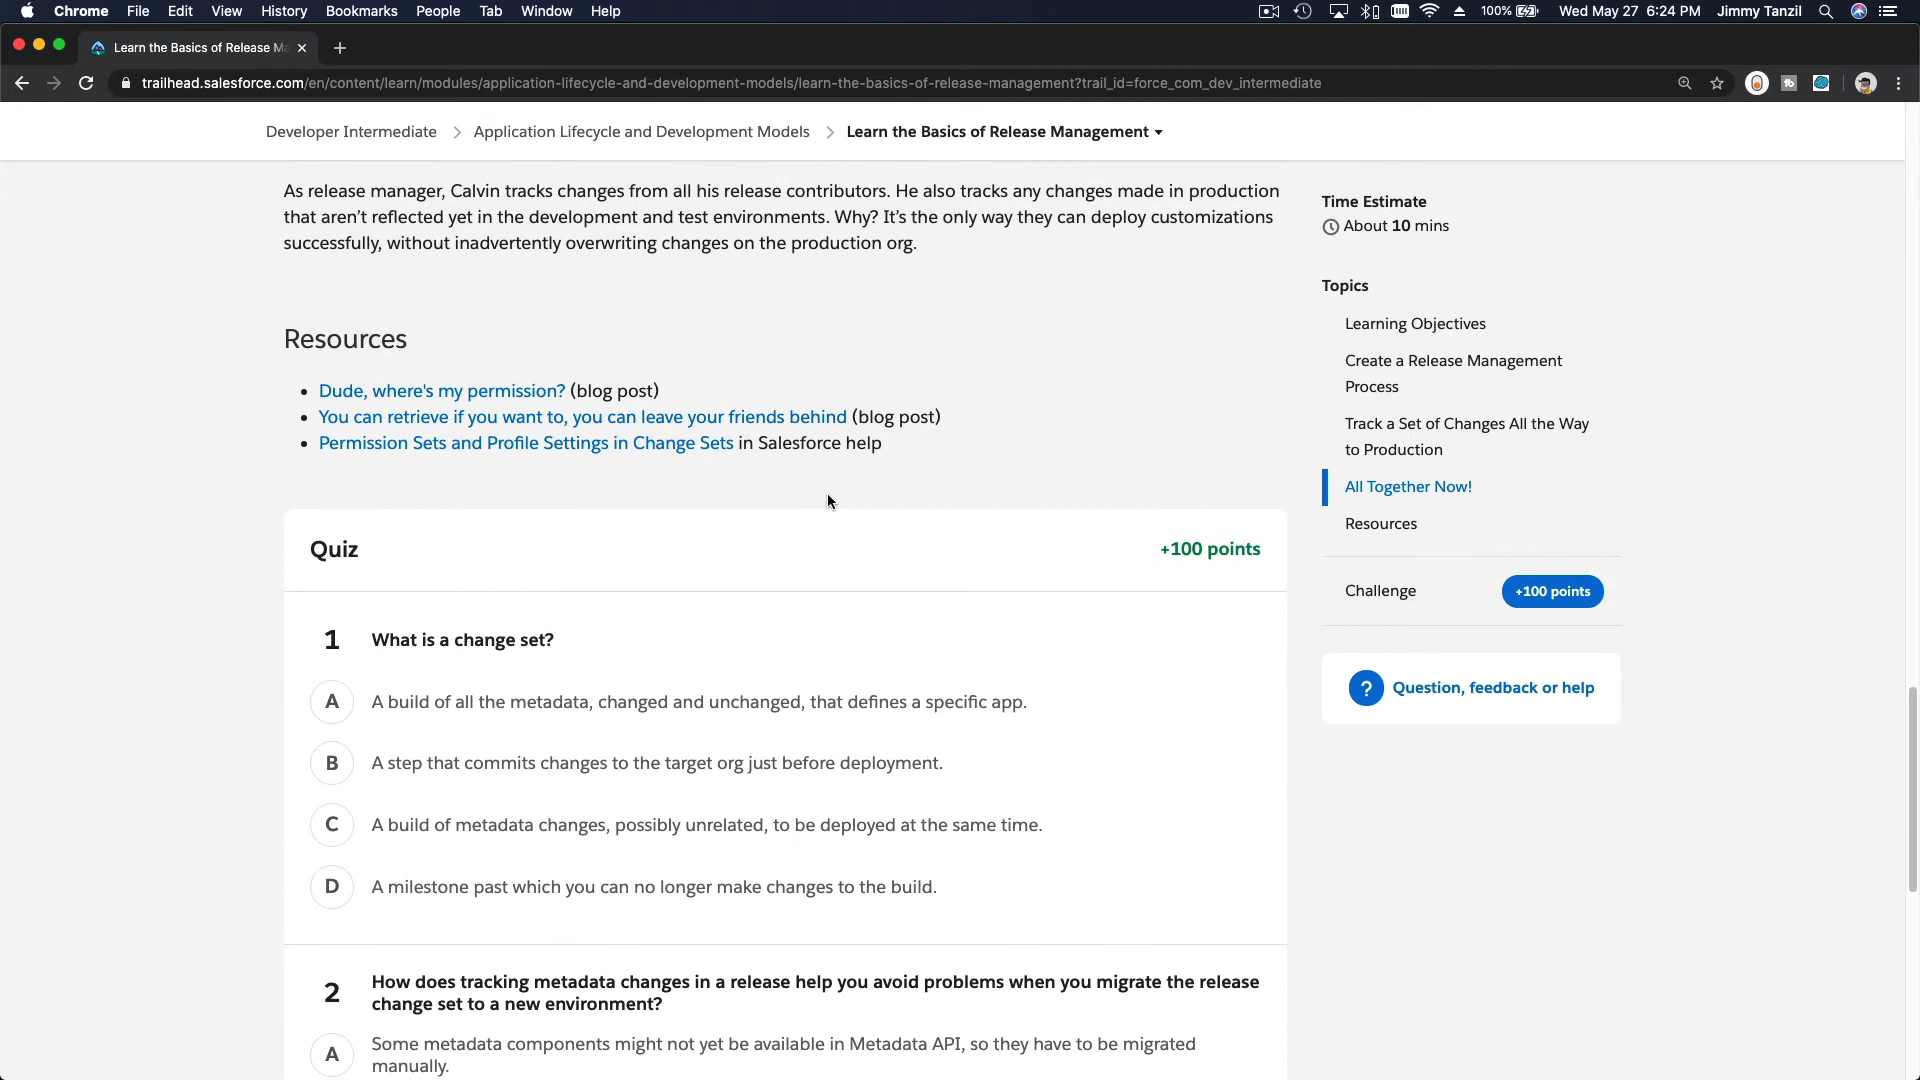 Chrome File Edit View History Bookmarks People Tab Window Help 100% Wed May 27 6:24 PM Jimmy Tanzil
Learn the Basics of Release Ma
trailhead.salesforce.com/en/content/learn/modules/application-lifecycle-and-development-models/learn-the-basics-of-release-management?trail_id=force_com_dev_intermediate
Developer Intermediate Application Lifecycle and Development Models Learn the Basics of Release Management
As release manager, Calvin tracks changes from all his release contributors. He also tracks any changes made in production
that aren't reflected yet in the development and test environments. Why? It's the only way they can deploy customizations
successfully, without inadvertently overwriting changes on the production org.
Resources
• Dude, where's my permission? (blog post)
• You can retrieve if you want to, you can leave your friends behind (blog post)
• Permission Sets and Profile Settings in Change Sets in Salesforce help
Quiz +100 points
1 What is a change set?
A A build of all the metadata, changed and unchanged, that defines a specific app.
B A step that commits changes to the target org just before deployment.
C A build of metadata changes, possibly unrelated, to be deployed at the same time.
D A milestone past which you can no longer make changes to the build.
2 How does tracking metadata changes in a release help you avoid problems when you migrate the release
change set to a new environment?
A Some metadata components might not yet be available in Metadata API, so they have to be migrated
manually.
Time Estimate
About 10 mins
Topics
Learning Objectives
Create a Release Management
Process
Track a Set of Changes All the Way
to Production
All Together Now!
Resources
Challenge +100 points
? Question, feedback or help